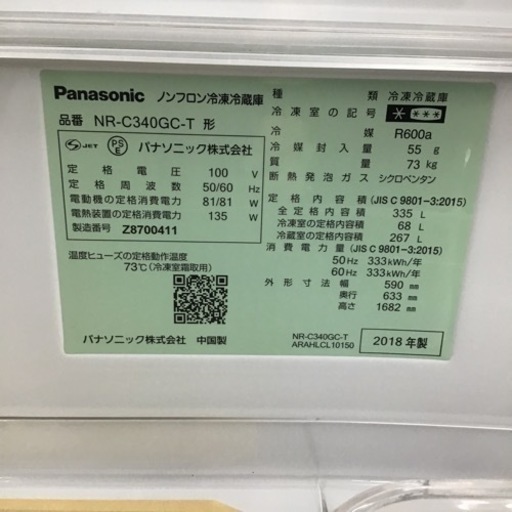 Panasonic ノンフロン冷凍冷蔵庫
品番 NR-C340GC-T 形
S JET PS E パナソニック株式会社
定格電圧 100 V
定格周波数 50/60 Hz
電動機の定格消費電力 81/81 W
電熱装置の定格消費電力 135 W
製造番号 Z8700411
温度ヒューズの定格動作温度
73℃(冷凍室霜取用)
パナソニック株式会社 中国製
種類 冷凍冷蔵庫
冷凍室の記号 * ***
冷媒 R600a
冷媒封入量 55 g
質量 73 kg
断熱発泡ガス シクロペンタン
定格内容積 (JIS C 9801-3:2015)
全定格内容積 335 L
冷凍室の定格内容積 68 L
冷蔵室の定格内容積 267 L
消費電力量 (JIS C 9801-3:2015)
50Hz 333kWh/年
60Hz 333kWh/年
外形寸法 幅 590 mm
奥行 633 mm
高さ 1682 mm
NR-C340GC-T
ARAHLCL10150
2018 年製